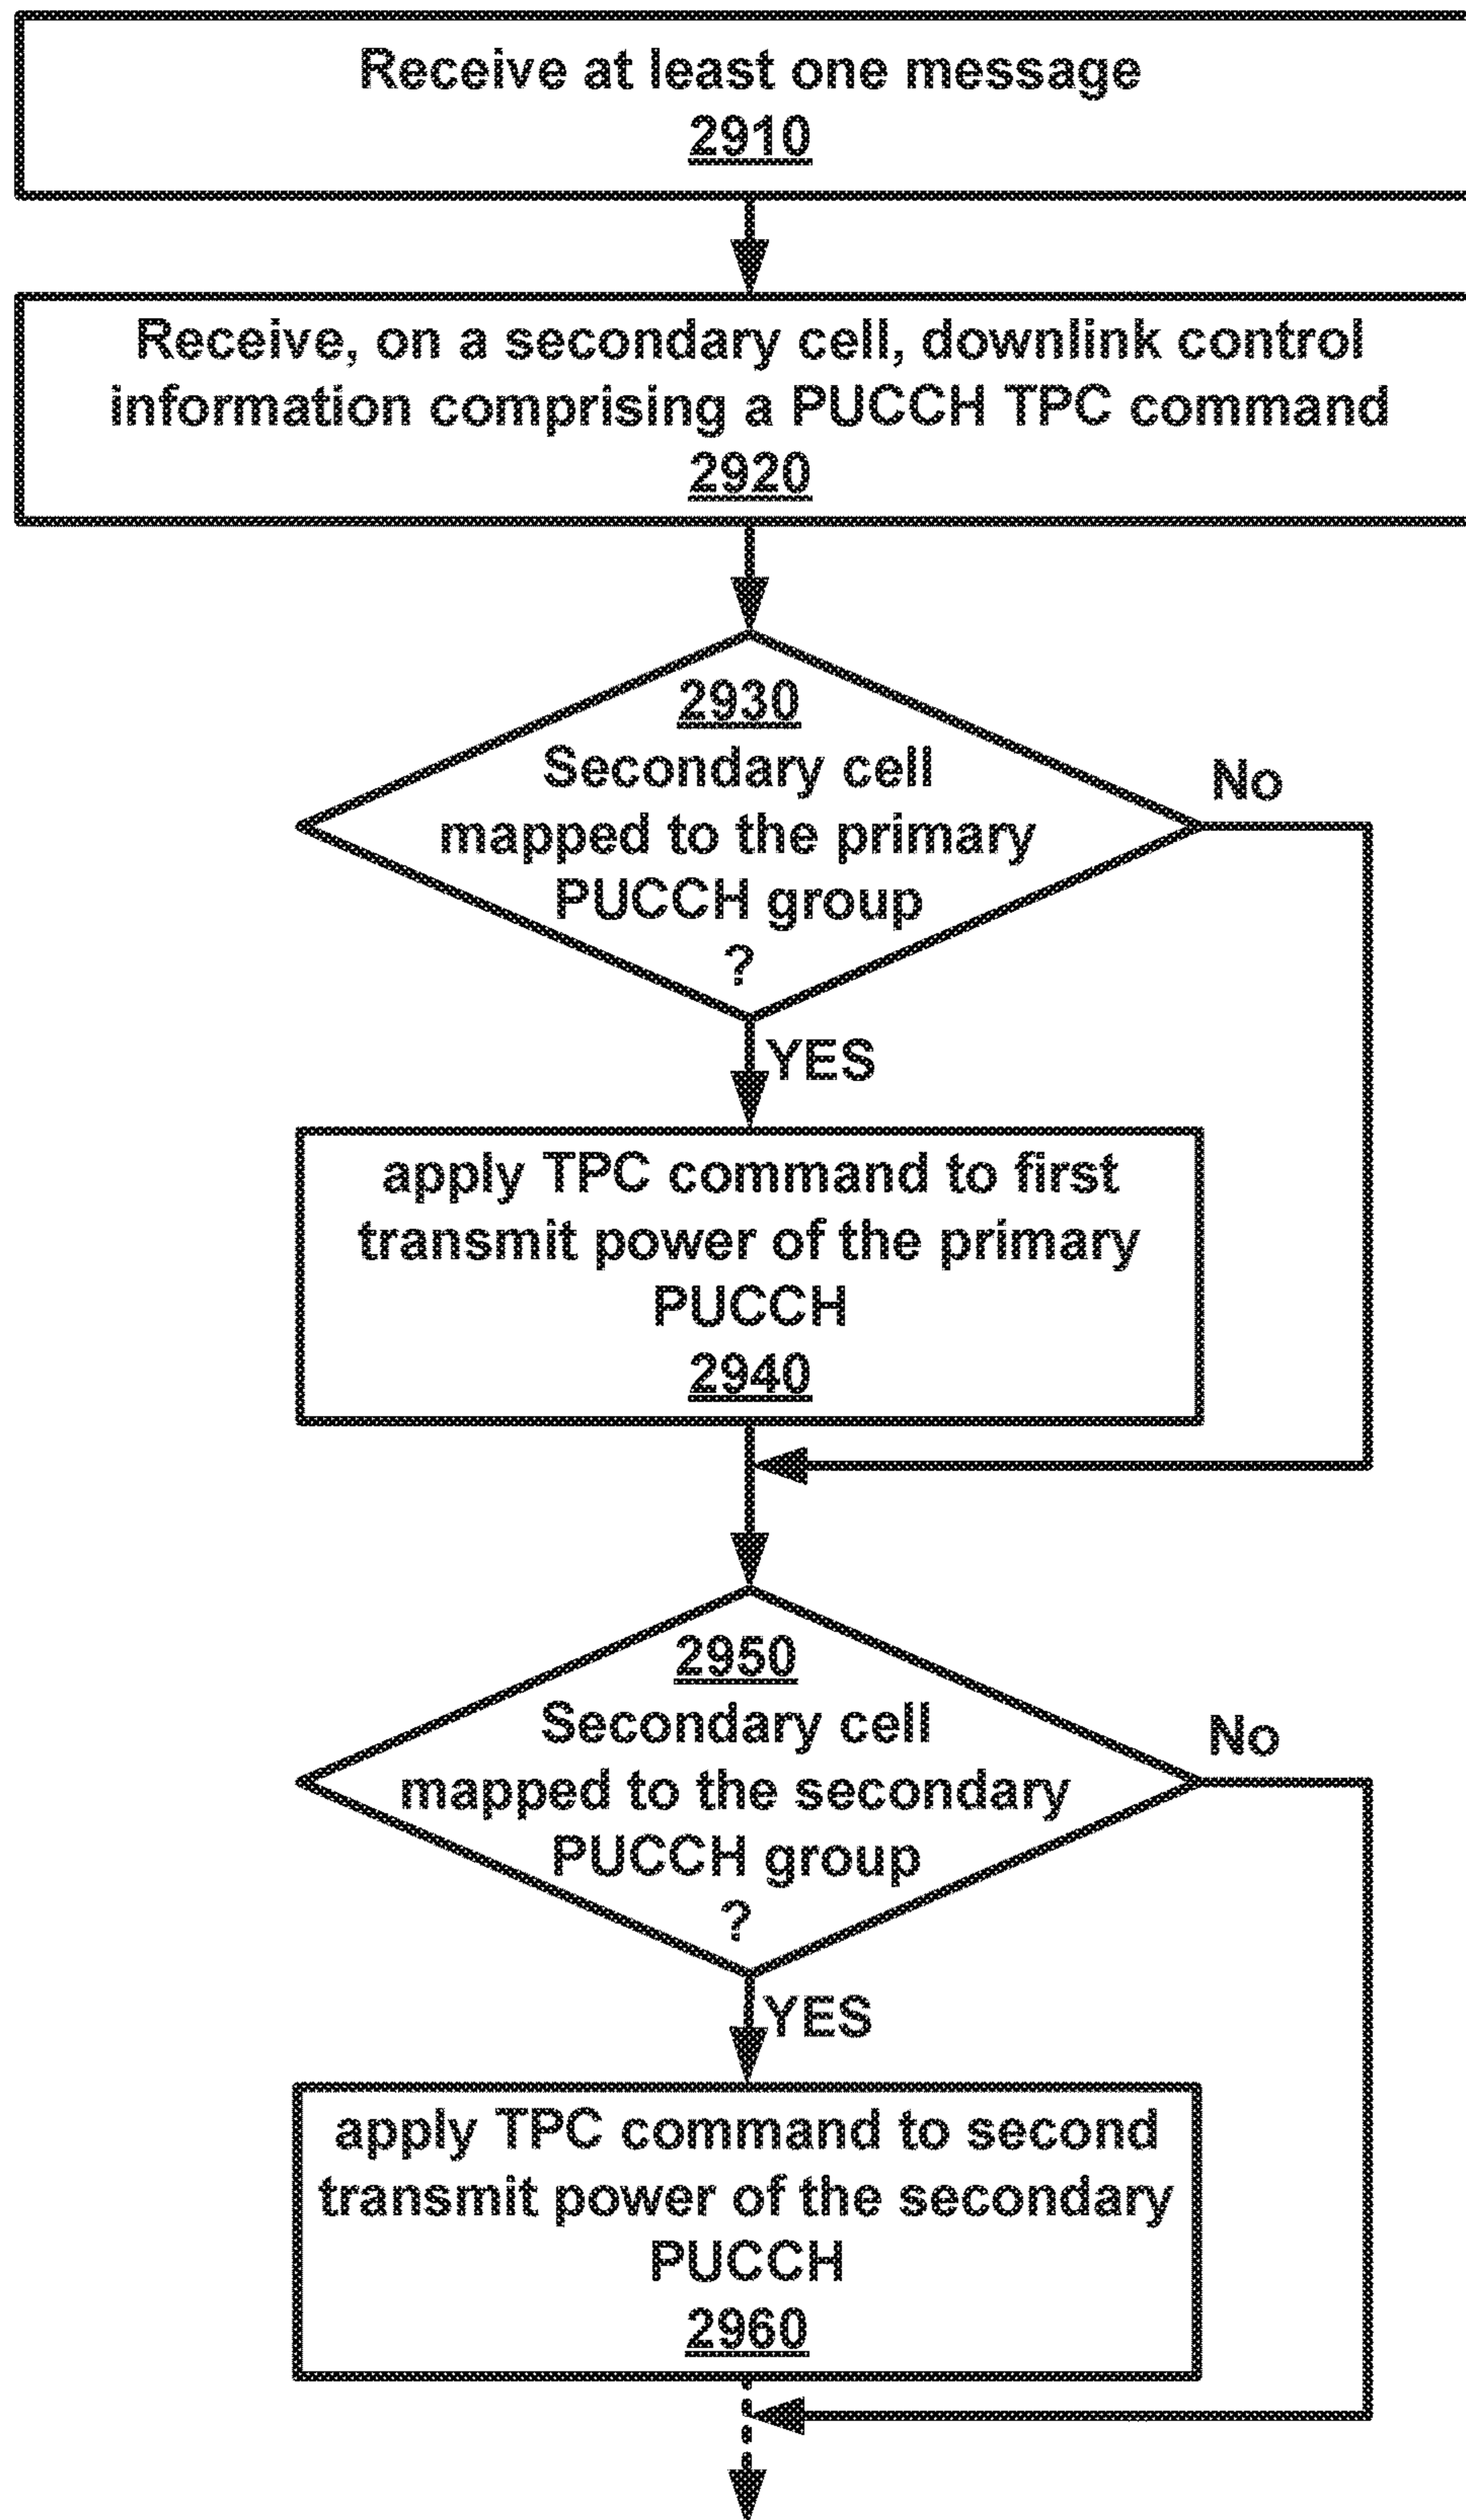 Receive at least one message
2910
Receive, on a secondary cell, downlink control
information comprising a PUCCH TPC command
2920
2930
Secondary cell
mapped to the primary
PUCCH group
?
No
YES
apply TPC command to first
transmit power of the primary
PUCCH
2940
2950
Secondary cell
mapped to the secondary
PUCCH group
?
No
YES
apply TPC command to second
transmit power of the secondary
PUCCH
2960